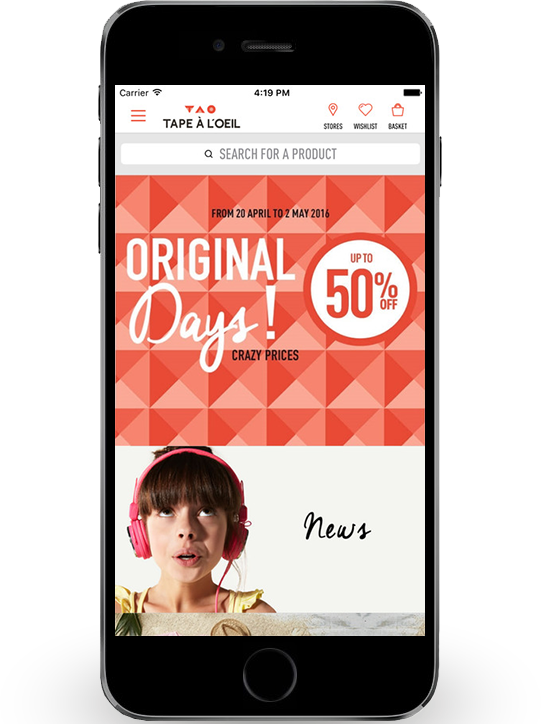 Carrier
4:19 PM
TAO
TAPE À L'OEIL
STORES
WISHLIST
BASKET
SEARCH FOR A PRODUCT
FROM 20 APRIL TO 2 MAY 2016
ORIGINAL
Days!
UP TO
50%
OFF
CRAZY PRICES
News